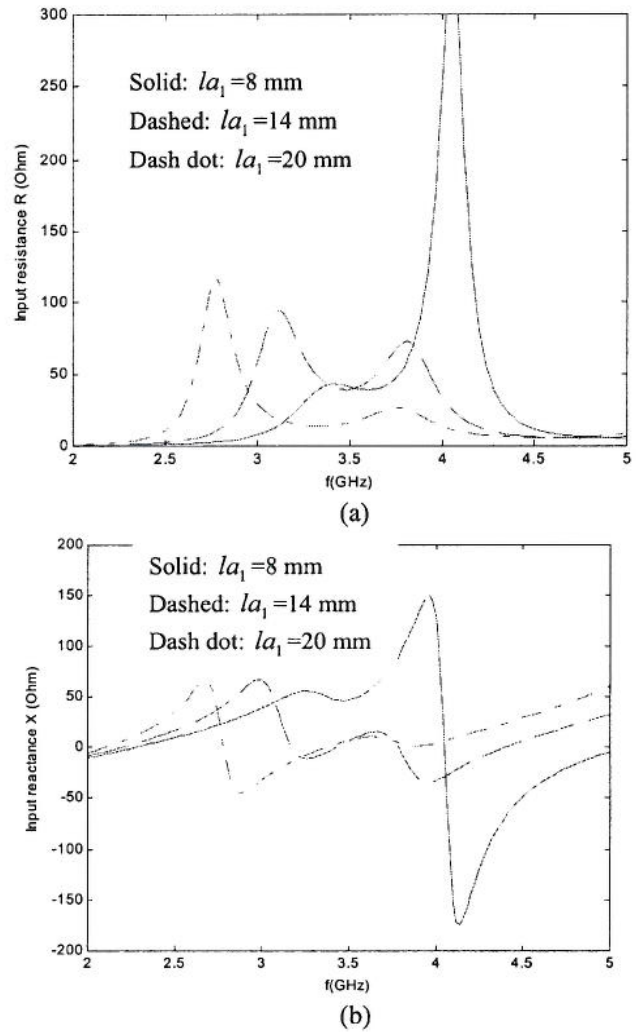 300
250
200
150
100
50
0
Input resistance R (Ohm)
Solid: la₁=8 mm
Dashed: la₁=14 mm
Dash dot: la₁=20 mm
2 2.5 3 3.5 4 4.5 5
f(GHz)
(a)
200
150
100
50
0
-50
-100
-150
-200
Input reactance X (Ohm)
Solid: la₁=8 mm
Dashed: la₁=14 mm
Dash dot: la₁=20 mm
2 2.5 3 3.5 4 4.5 5
f(GHz)
(b)